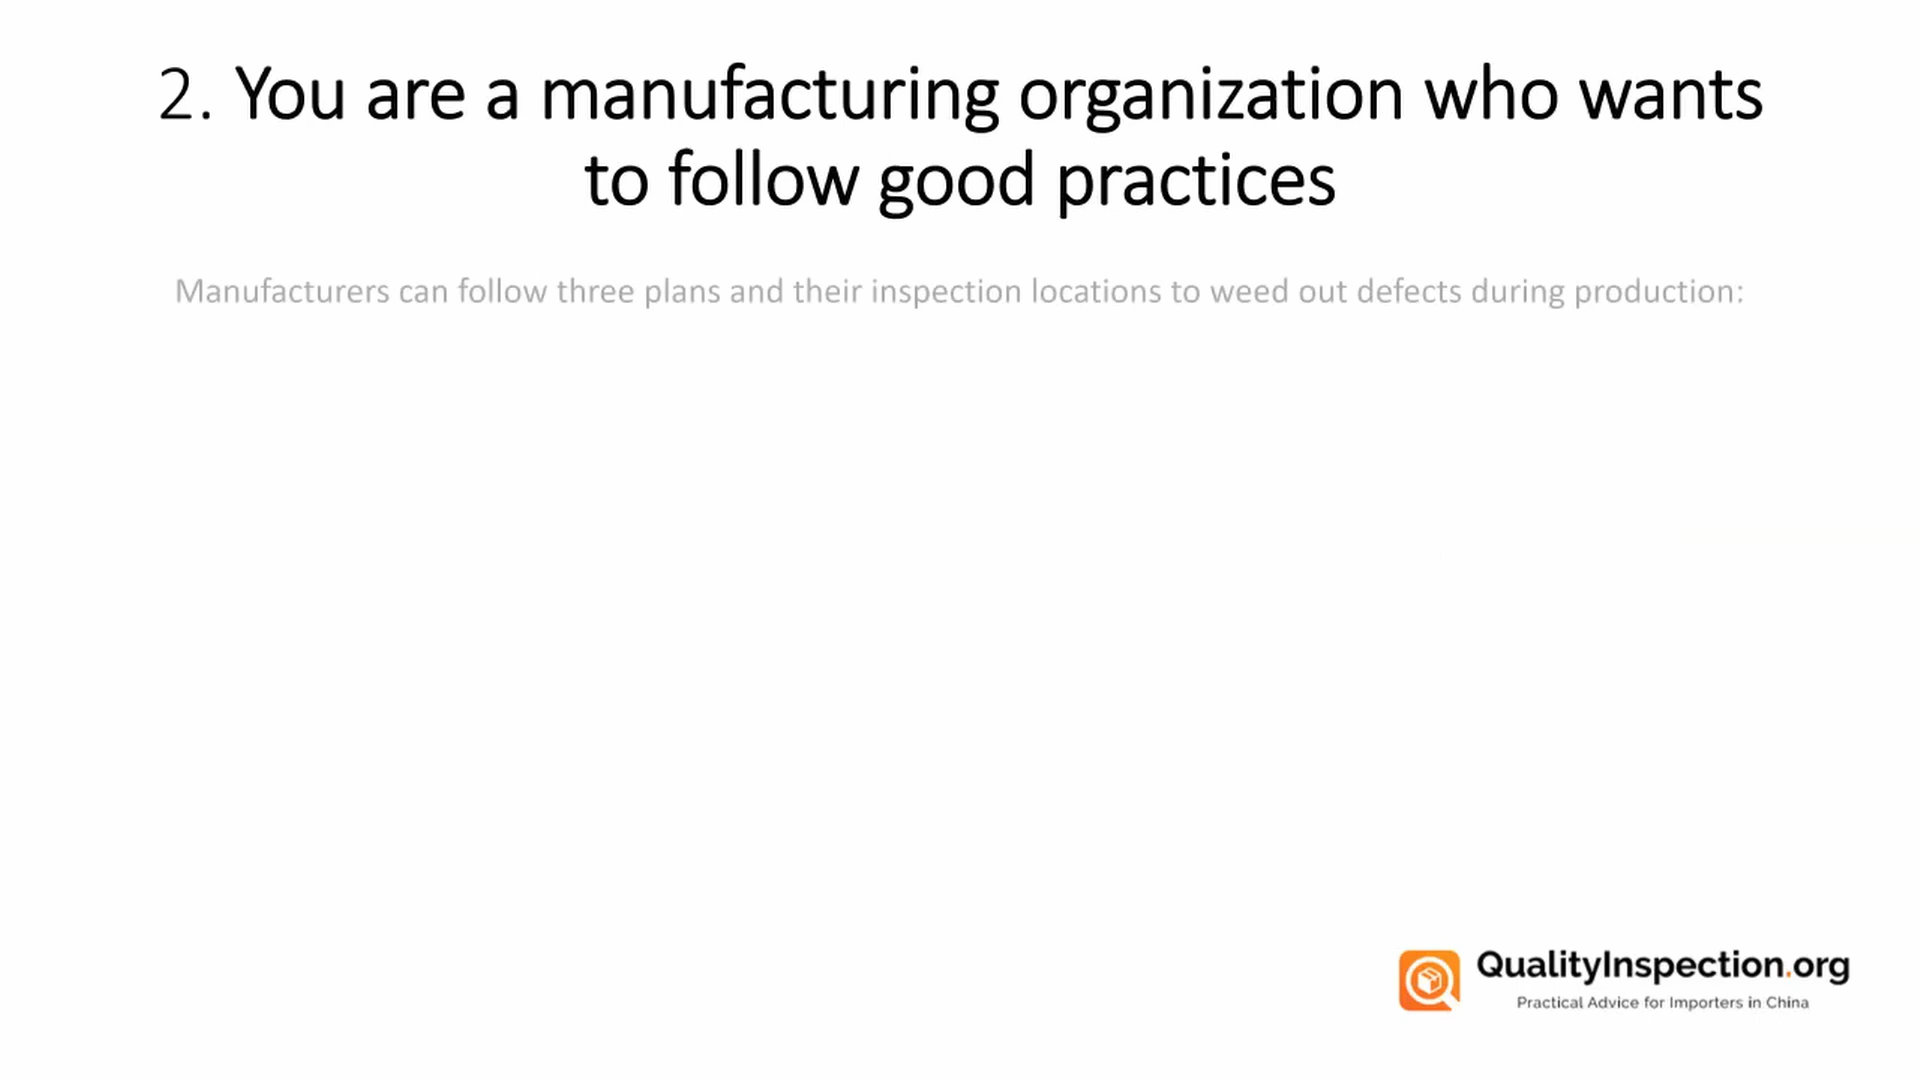 2. You are a manufacturing organization who wants
to follow good practices
Manufacturers can follow three plans and their inspection locations to weed out defects during production:
QualityInspection.org
Practical Advice for Importers in China